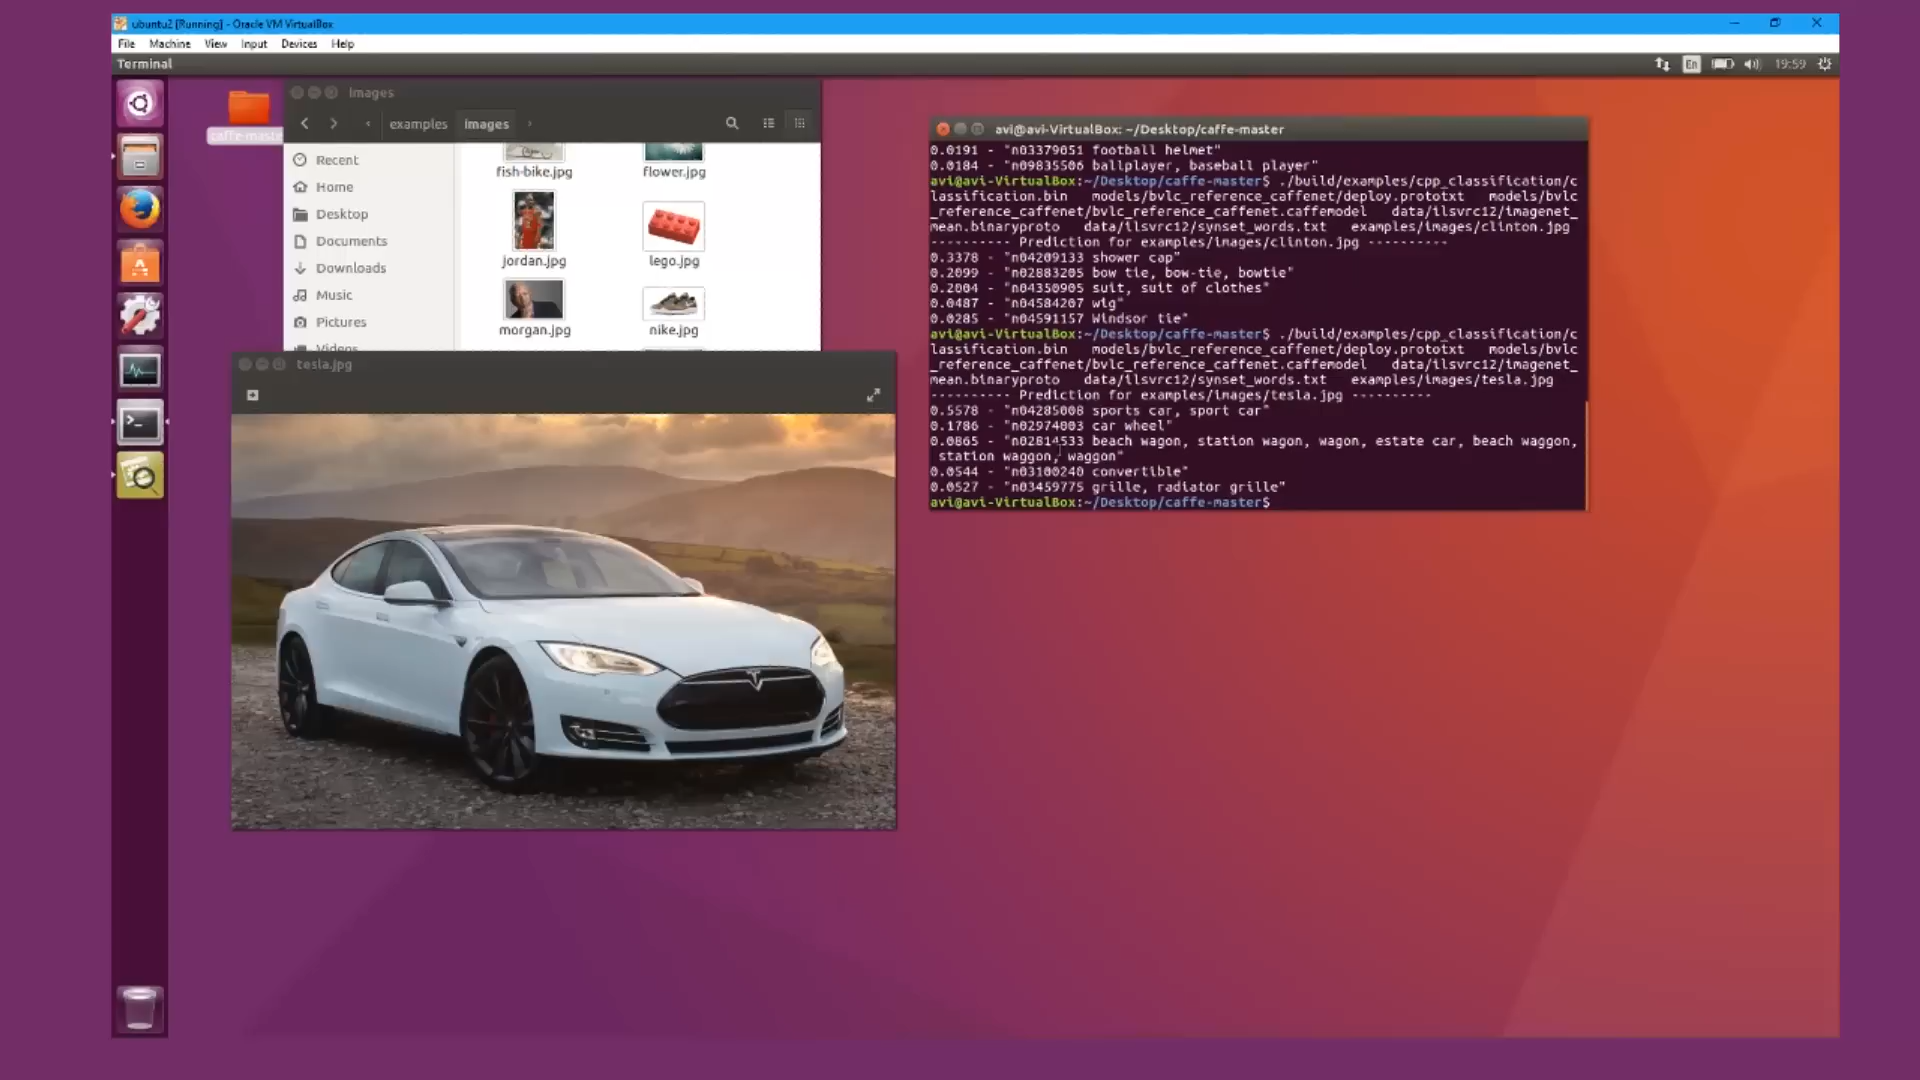 ubuntu2 [Running] - Oracle VM VirtualBox
File Machine View Input Devices Help
Terminal
En
19:59
caffe-maste
Images
examples
Images
Recent
Home
Desktop
Documents
Downloads
Music
Pictures
Videos
fish-bike.jpg
flower.jpg
jordan.jpg
lego.jpg
morgan.jpg
nike.jpg
tesla.jpg
avi@avi-VirtualBox: ~/Desktop/caffe-master
0.0191 - "n03379051 football helmet"
0.0184 - "n09835506 ballplayer, baseball player"
avi@avi-VirtualBox:~/Desktop/caffe-master$ ./build/examples/cpp_classification/c
lassification.bin models/bvlc_reference_caffenet/deploy.prototxt models/bvlc
_reference_caffenet/bvlc_reference_caffenet.caffemodel data/ilsvrc12/imagenet_
mean.binaryproto data/ilsvrc12/synset_words.txt examples/images/clinton.jpg
---------- Prediction for examples/images/clinton.jpg ----------
0.3378 - "n04209133 shower cap"
0.2099 - "n02883205 bow tie, bow-tie, bowtie"
0.2004 - "n04350905 suit, suit of clothes"
0.0487 - "n04584207 wig"
0.0285 - "n04591157 Windsor tie"
avi@avi-VirtualBox:~/Desktop/caffe-master$ ./build/examples/cpp_classification/c
lassification.bin models/bvlc_reference_caffenet/deploy.prototxt models/bvlc
_reference_caffenet/bvlc_reference_caffenet.caffemodel data/ilsvrc12/imagenet_
mean.binaryproto data/ilsvrc12/synset_words.txt examples/images/tesla.jpg
---------- Prediction for examples/images/tesla.jpg ----------
0.5578 - "n04285008 sports car, sport car"
0.1786 - "n02974003 car wheel"
0.0865 - "n02814533 beach wagon, station wagon, wagon, estate car, beach waggon,
station waggon, waggon"
0.0544 - "n03100240 convertible"
0.0527 - "n03459775 grille, radiator grille"
avi@avi-VirtualBox:~/Desktop/caffe-master$